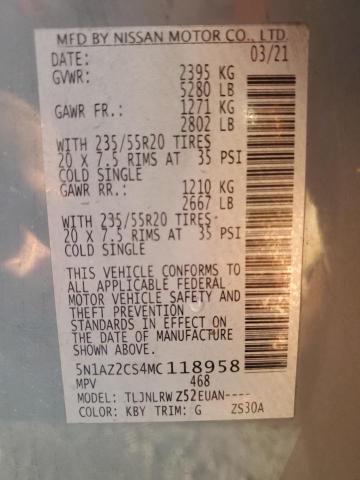 MFD BY NISSAN MOTOR CO., LTD.
DATE: 03/21
GVWR: 2395 KG
5280 LB
GAWR FR.: 1271 KG
2802 LB
WITH 235/55R20 TIRES
20 X 7.5 RIMS AT 35 PSI
COLD SINGLE
GAWR RR.: 1210 KG
2667 LB
WITH 235/55R20 TIRES
20 X 7.5 RIMS AT 35 PSI
COLD SINGLE
THIS VEHICLE CONFORMS TO
ALL APPLICABLE FEDERAL
MOTOR VEHICLE SAFETY AND
THEFT PREVENTION
STANDARDS IN EFFECT ON
THE DATE OF MANUFACTURE
SHOWN ABOVE.
5N1AZ2CS4MC118958
MPV 468
MODEL: TLJNLRW Z52EUAN----
COLOR: KBY TRIM: G ZS30A